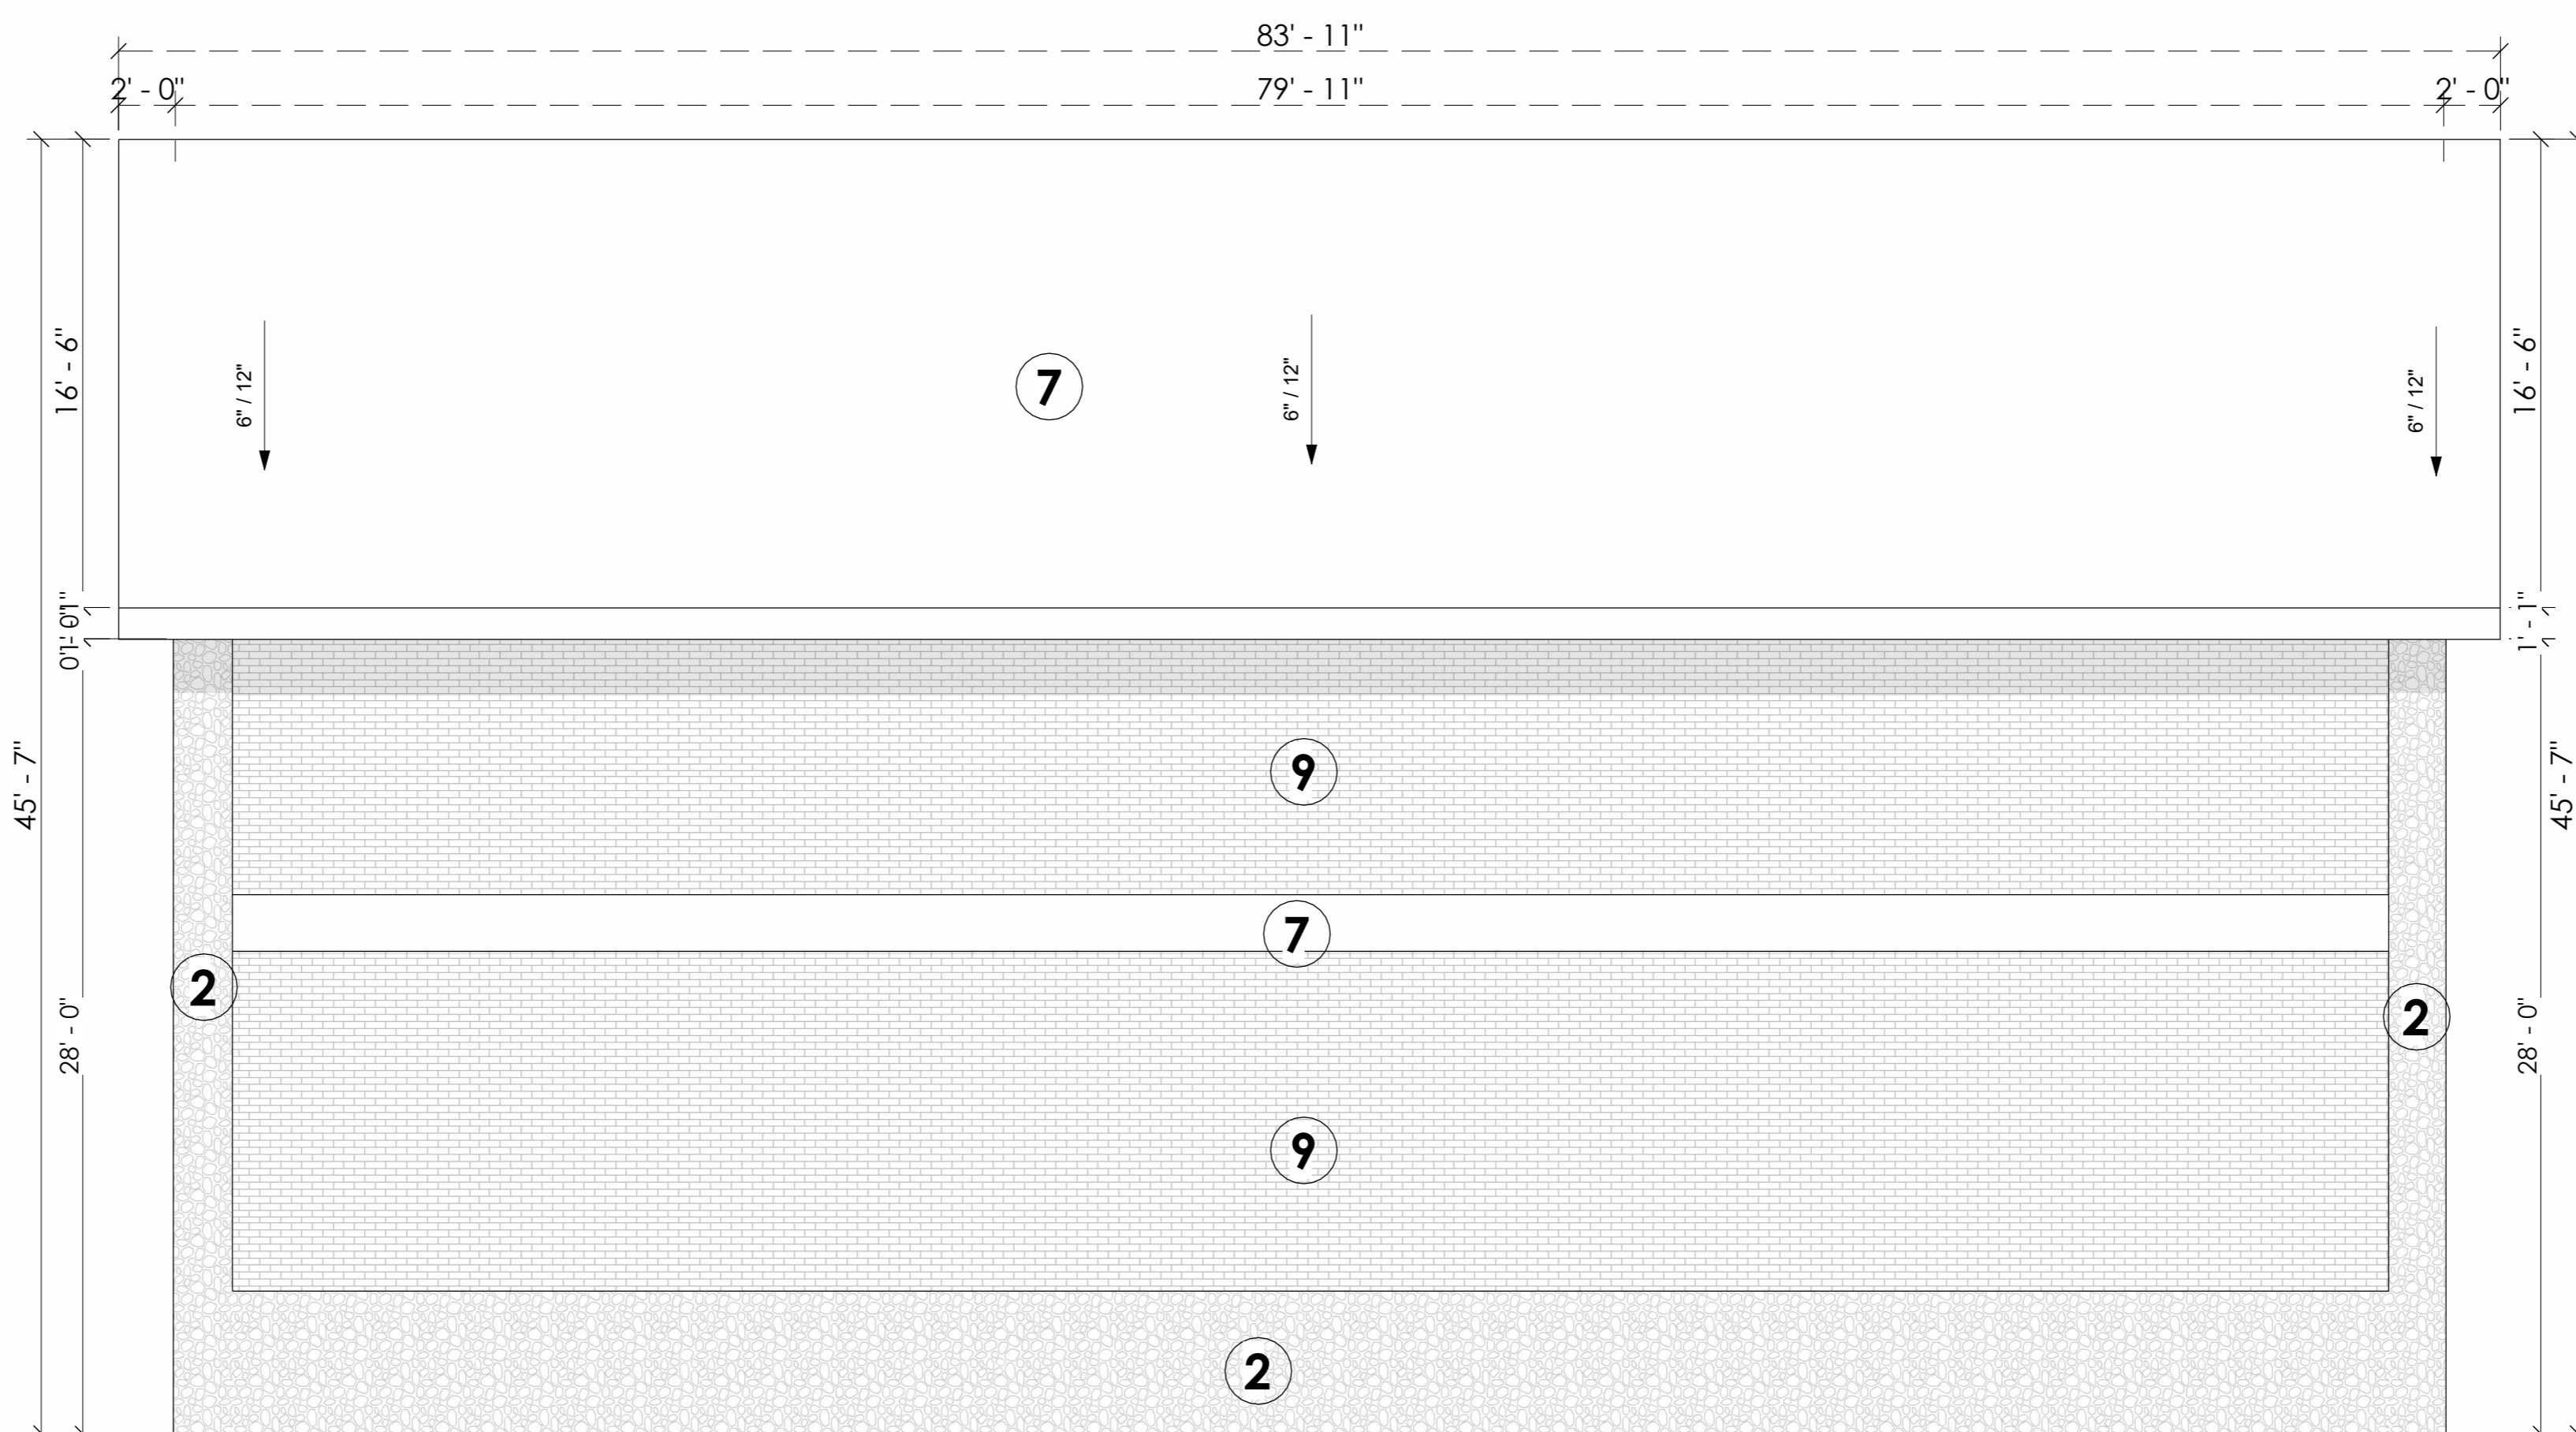 83' - 11"
2' - 0"
79' - 11"
2' - 0"
16' - 6"
6" / 12"
7
6" / 12"
6" / 12"
16' - 6"
1' - 1"
9
45' - 7"
45' - 7"
7
2
2
28' - 0"
28' - 0"
9
2